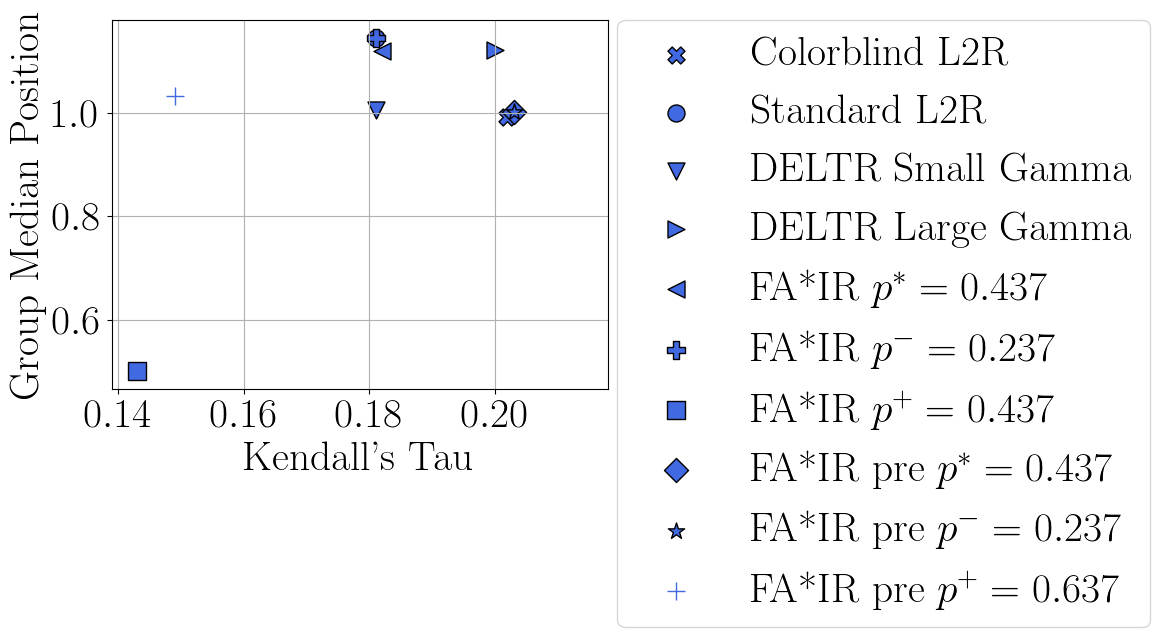 Group Median Position
1.0
0.8
0.6
0.14 0.16 0.18 0.20
Kendall's Tau
Colorblind L2R
Standard L2R
DELTR Small Gamma
DELTR Large Gamma
FA*IR p* = 0.437
FA*IR p⁻ = 0.237
FA*IR p⁺ = 0.437
FA*IR pre p* = 0.437
FA*IR pre p⁻ = 0.237
FA*IR pre p⁺ = 0.637